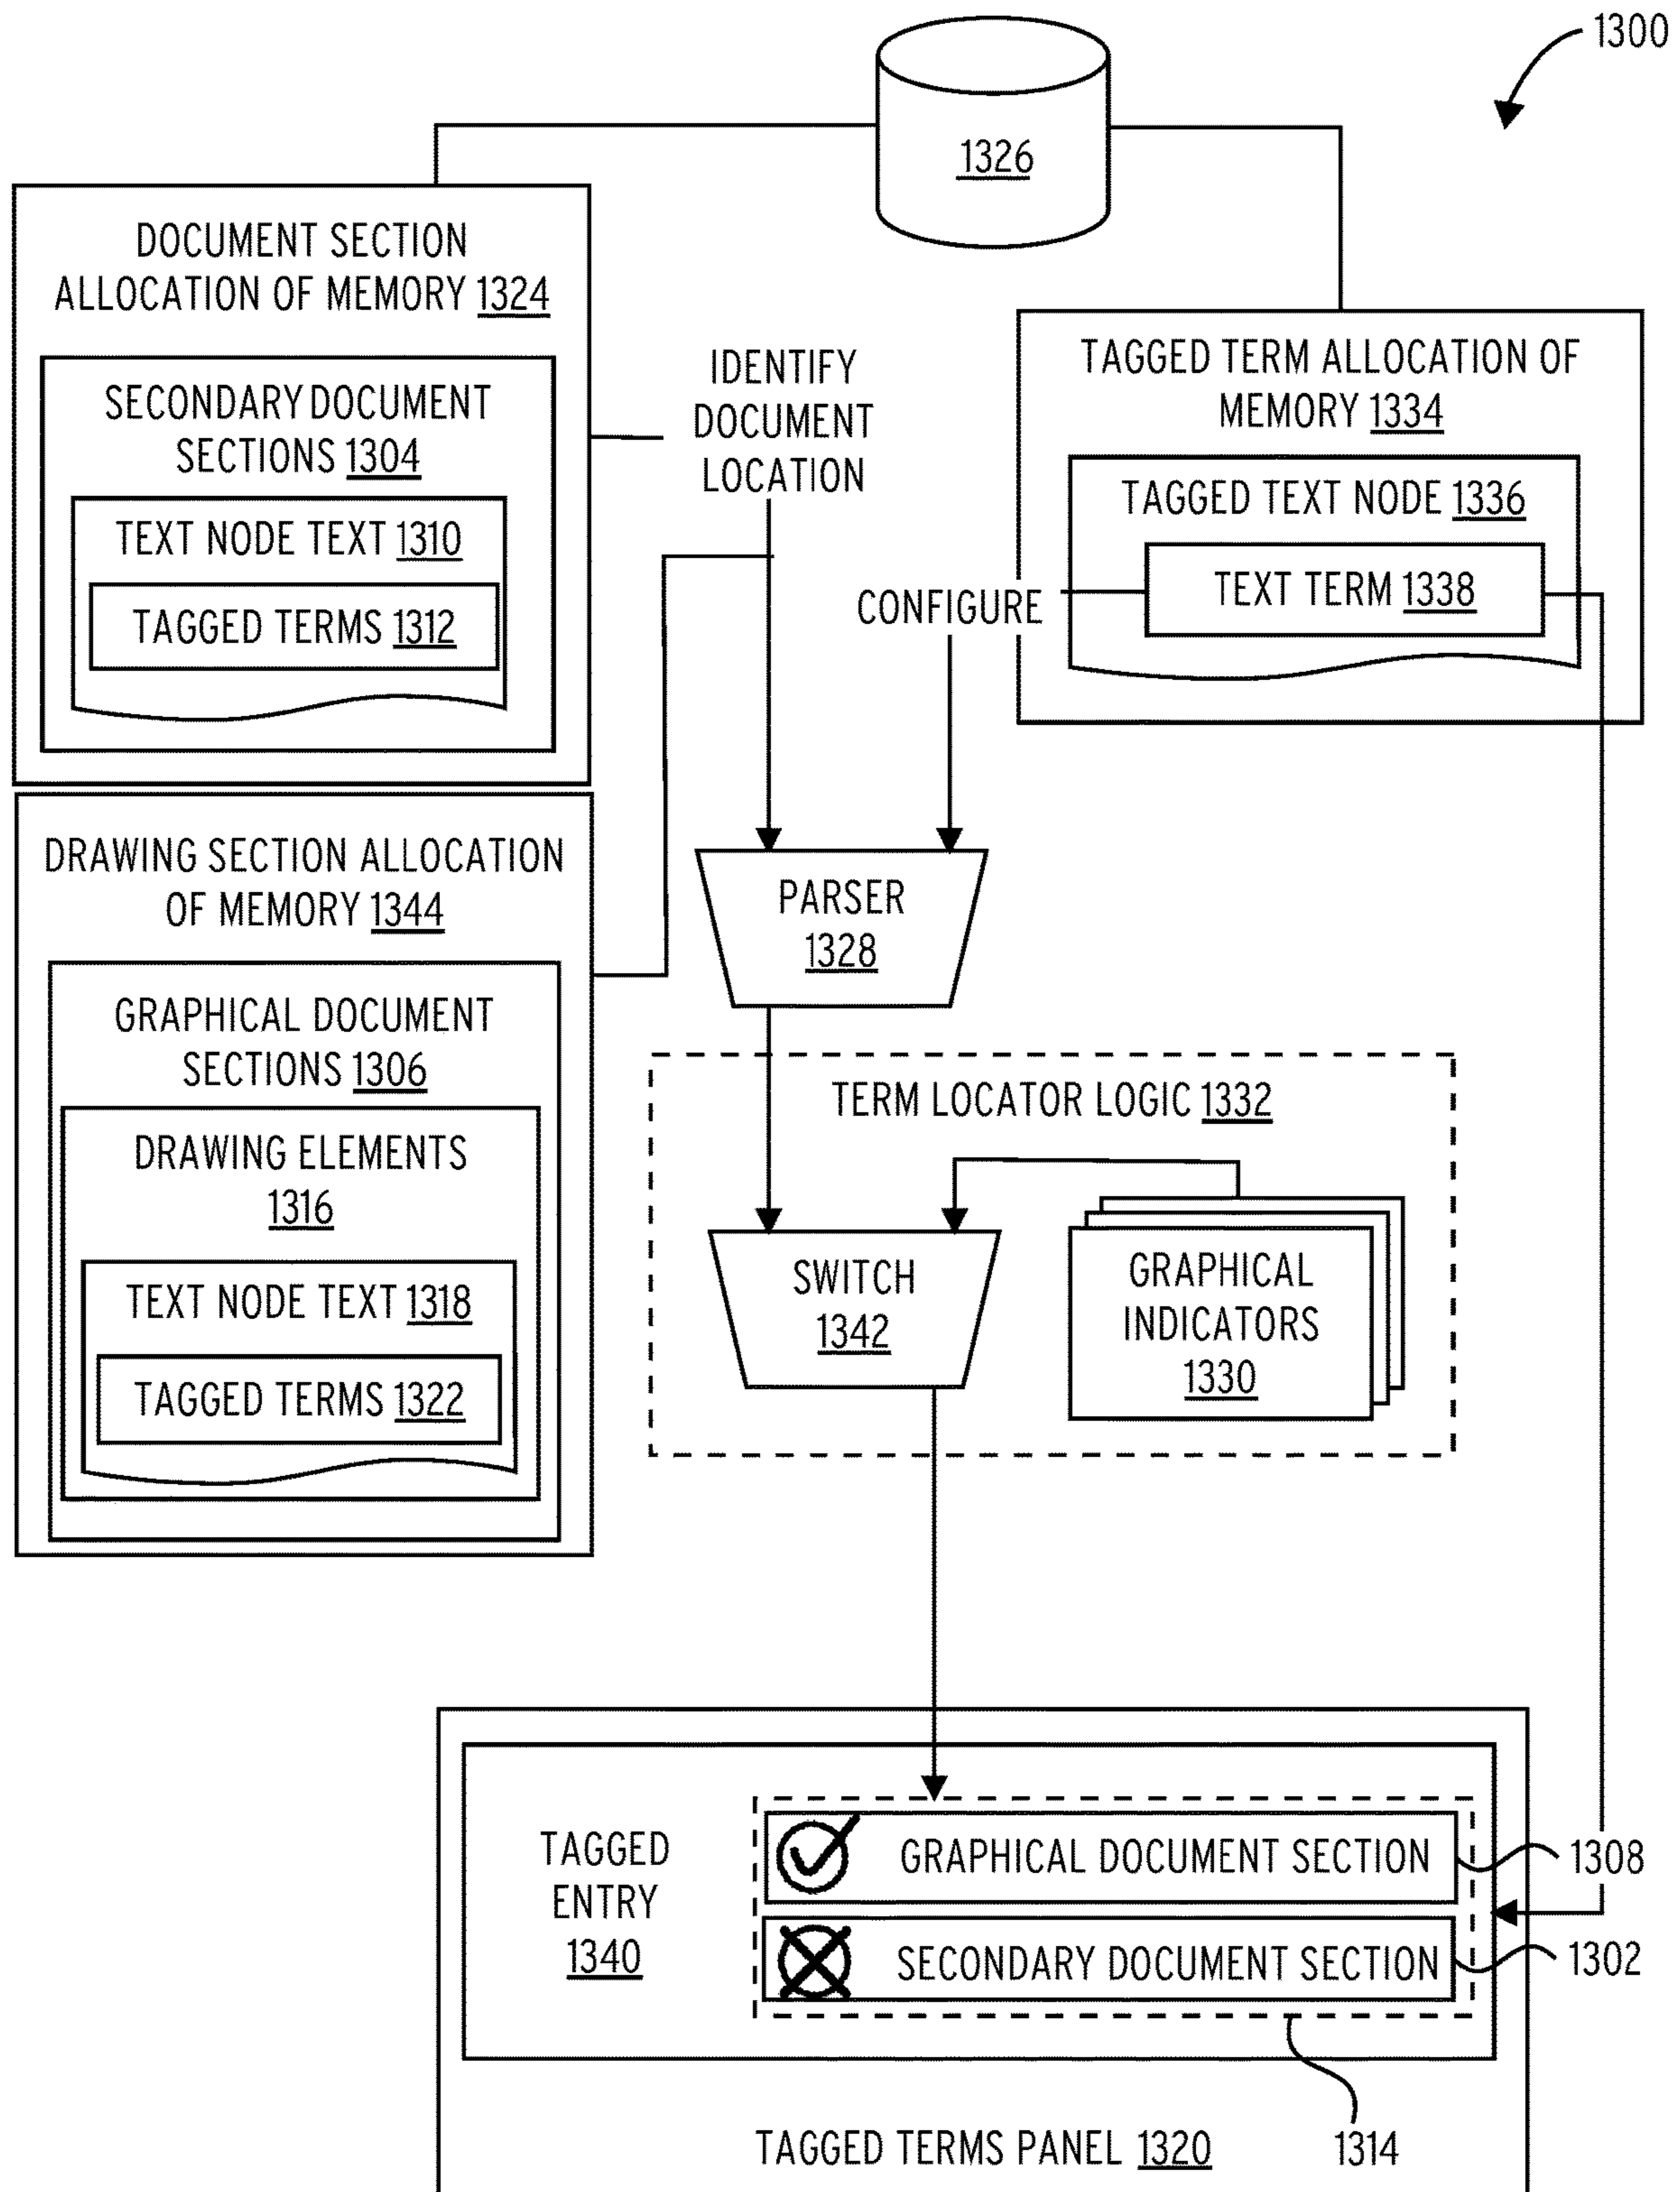 1300
1326
DOCUMENT SECTION
ALLOCATION OF MEMORY 1324
SECONDARY DOCUMENT
SECTIONS 1304
TEXT NODE TEXT 1310
TAGGED TERMS 1312
IDENTIFY
DOCUMENT
LOCATION
CONFIGURE
TAGGED TERM ALLOCATION OF
MEMORY 1334
TAGGED TEXT NODE 1336
TEXT TERM 1338
DRAWING SECTION ALLOCATION
OF MEMORY 1344
GRAPHICAL DOCUMENT
SECTIONS 1306
DRAWING ELEMENTS
1316
TEXT NODE TEXT 1318
TAGGED TERMS 1322
PARSER
1328
TERM LOCATOR LOGIC 1332
SWITCH
1342
GRAPHICAL
INDICATORS
1330
TAGGED
ENTRY
1340
GRAPHICAL DOCUMENT SECTION
1308
SECONDARY DOCUMENT SECTION
1302
TAGGED TERMS PANEL 1320
1314